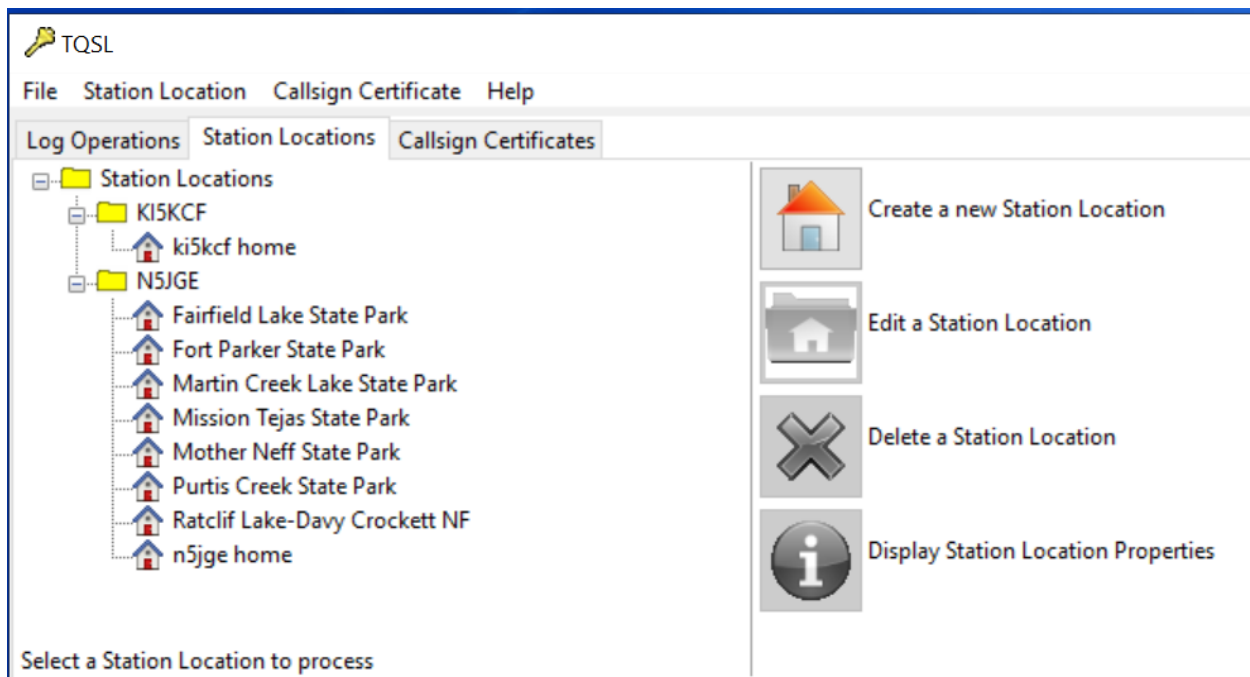 TQSL
File Station Location Callsign Certificate Help
Log Operations Station Locations Callsign Certificates
Station Locations
KI5KCF
ki5kcf home
N5JGE
Fairfield Lake State Park
Fort Parker State Park
Martin Creek Lake State Park
Mission Tejas State Park
Mother Neff State Park
Purtis Creek State Park
Ratclif Lake-Davy Crockett NF
n5jge home
Create a new Station Location
Edit a Station Location
Delete a Station Location
Display Station Location Properties
Select a Station Location to process